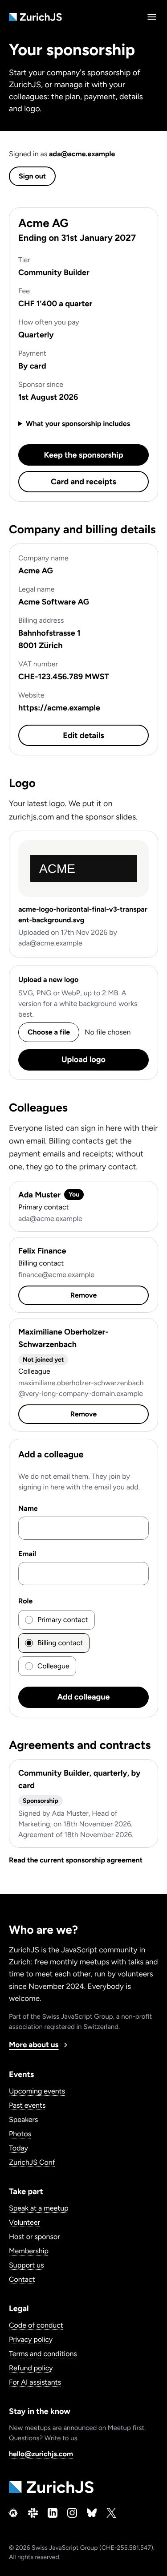 ZurichJS
Your sponsorship
Start your company's sponsorship of
ZurichJS, or manage it with your
colleagues: the plan, payment, details
and logo.
Signed in as ada@acme.example
Sign out
Acme AG
Ending on 31st January 2027
Tier
Community Builder
Fee
CHF 1'400 a quarter
How often you pay
Quarterly
Payment
By card
Sponsor since
1st August 2026
What your sponsorship includes
Keep the sponsorship
Card and receipts
Company and billing details
Company name
Acme AG
Legal name
Acme Software AG
Billing address
Bahnhofstrasse 1
8001 Zürich
VAT number
CHE-123.456.789 MWST
Website
https://acme.example
Edit details
Logo
Your latest logo. We put it on
zurichjs.com and the sponsor slides.
ACME
acme-logo-horizontal-final-v3-transpar
ent-background.svg
Uploaded on 17th Nov 2026 by
ada@acme.example
Upload a new logo
SVG, PNG or WebP, up to 2 MB. A
version for a white background works
best.
Choose a file No file chosen
Upload logo
Colleagues
Everyone listed can sign in here with their
own email. Billing contacts get the
payment emails and receipts; without
one, they go to the primary contact.
Ada Muster You
Primary contact
ada@acme.example
Felix Finance
Billing contact
finance@acme.example
Remove
Maximiliane Oberholzer-
Schwarzenbach
Not joined yet
Colleague
maximiliane.oberholzer-schwarzenbach
@very-long-company-domain.example
Remove
Add a colleague
We do not email them. They join by
signing in here with the email you add.
Name
Email
Role
Primary contact
Billing contact
Colleague
Add colleague
Agreements and contracts
Community Builder, quarterly, by
card
Sponsorship
Signed by Ada Muster, Head of
Marketing, on 18th November 2026.
Agreement of 18th November 2026.
Read the current sponsorship agreement
Who are we?
ZurichJS is the JavaScript community in
Zurich: free monthly meetups with talks and
time to meet each other, run by volunteers
since November 2024. Everybody is
welcome.
Part of the Swiss JavaScript Group, a non-profit
association registered in Switzerland.
More about us
Events
Upcoming events
Past events
Speakers
Photos
Today
ZurichJS Conf
Take part
Speak at a meetup
Volunteer
Host or sponsor
Membership
Support us
Contact
Legal
Code of conduct
Privacy policy
Terms and conditions
Refund policy
For AI assistants
Stay in the know
New meetups are announced on Meetup first.
Questions? Write to us.
hello@zurichjs.com
ZurichJS
© 2026 Swiss JavaScript Group (CHE-255.581.547).
All rights reserved.